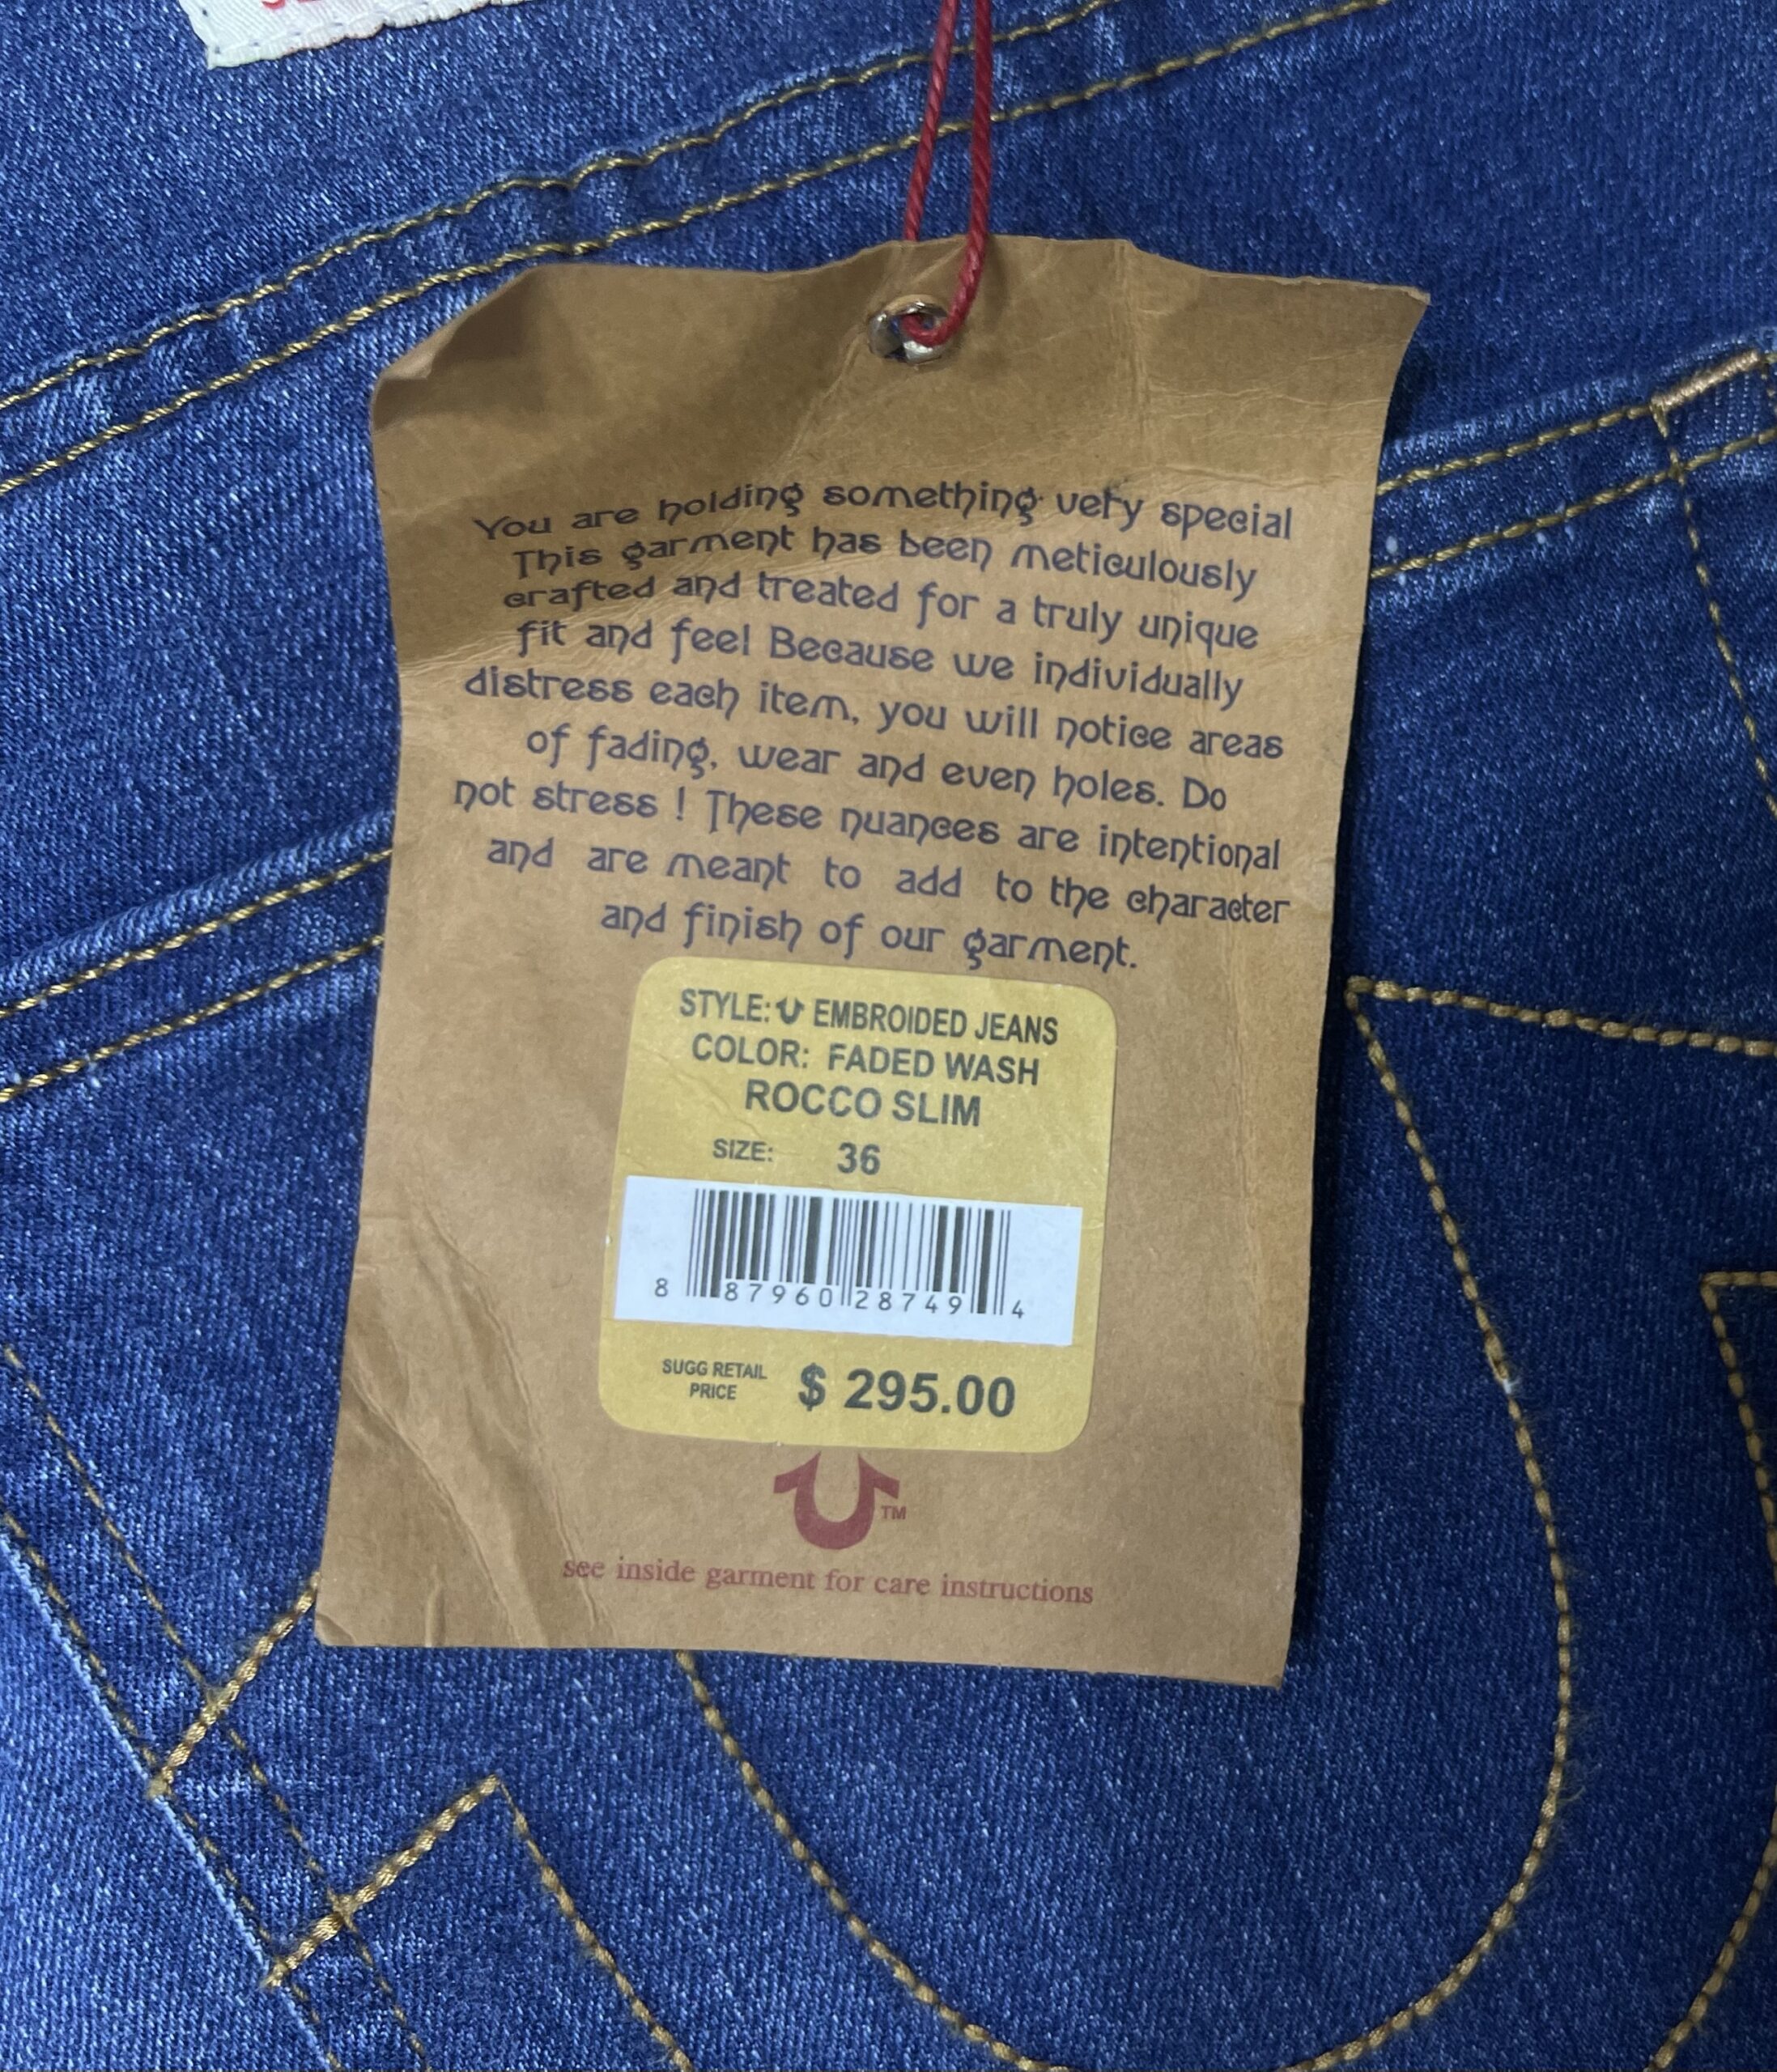 You are holding something very special
This garment has been meticulously
crafted and treated for a truly unique
fit and feel Because we individually
distress each item, you will notice areas
of fading, wear and even holes. Do
not stress ! These nuances are intentional
and are meant to add to the character
and finish of our garment.
STYLE: EMBROIDED JEANS
COLOR: FADED WASH
ROCCO SLIM
SIZE: 36
8 87960 28749 4
SUGG RETAIL
PRICE $ 295.00
TM
see inside garment for care instructions